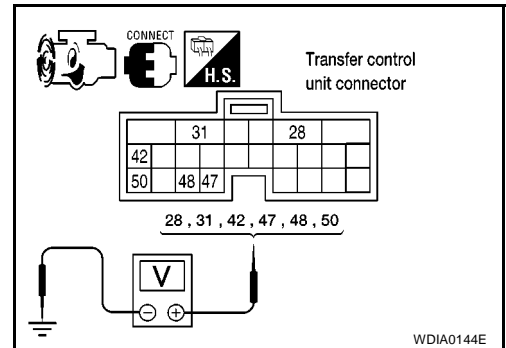 CONNECT
H.S.
Transfer control
unit connector
31 28
42
50 48 47
28 , 31 , 42 , 47 , 48 , 50
V
− +
WDIA0144E